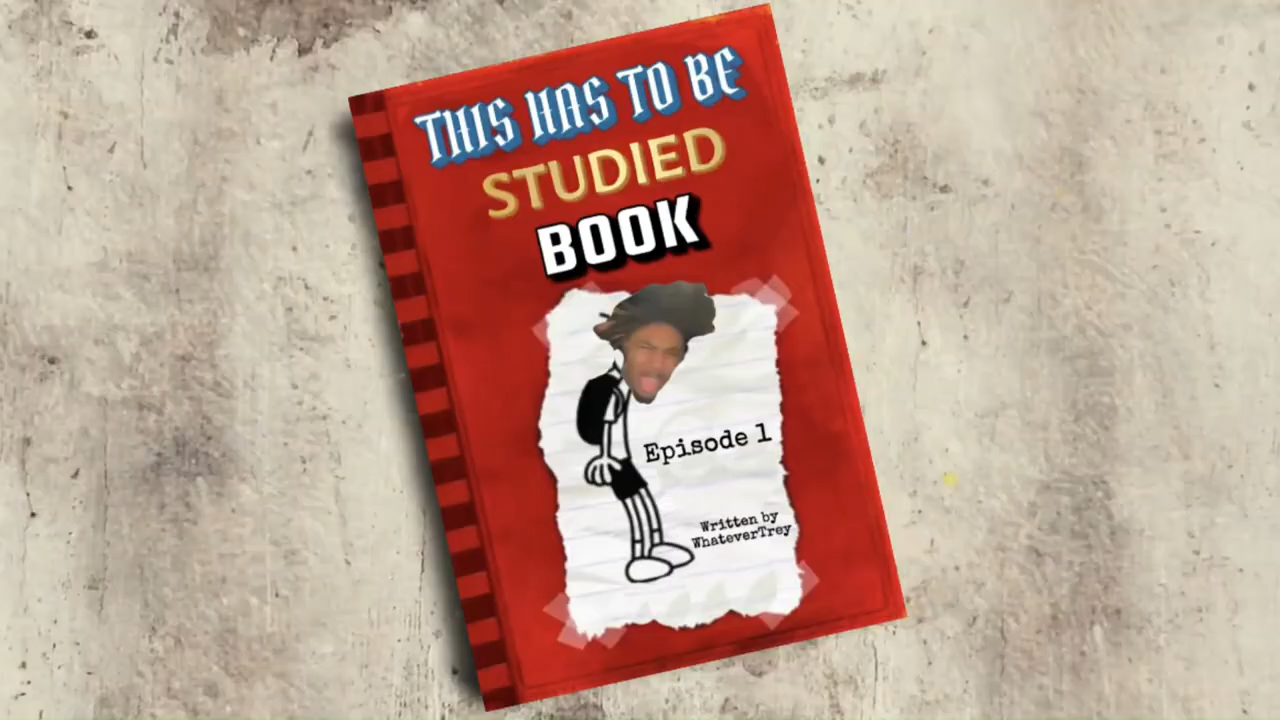 THIS HAS TO BE
STUDIED
BOOK
Episode 1
Written by
WhateverTrey